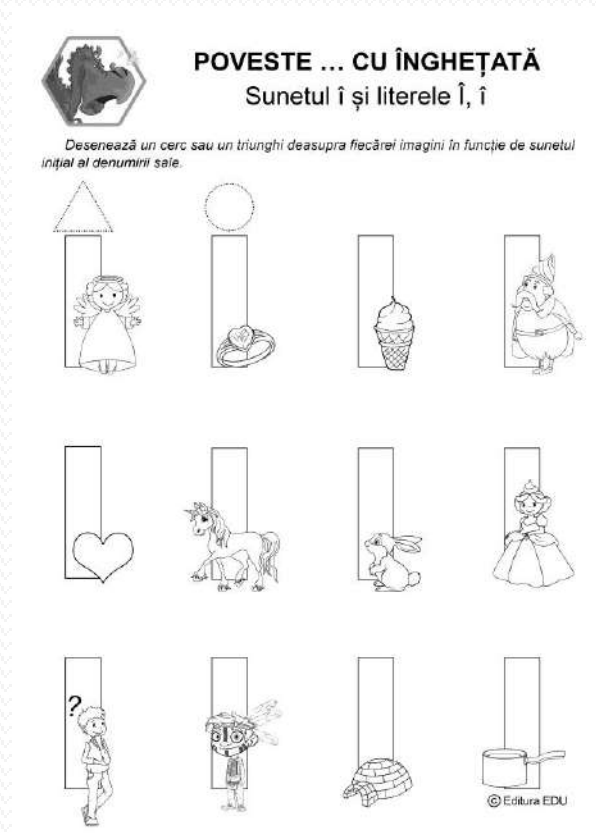 POVESTE ... CU ÎNGHEȚATĂ
Sunetul î și literele Î, î
Desenează un cerc sau un triunghi deasupra fiecărei imagini în funcție de sunetul
inițial al denumirii sale.
?
© Editura EDU